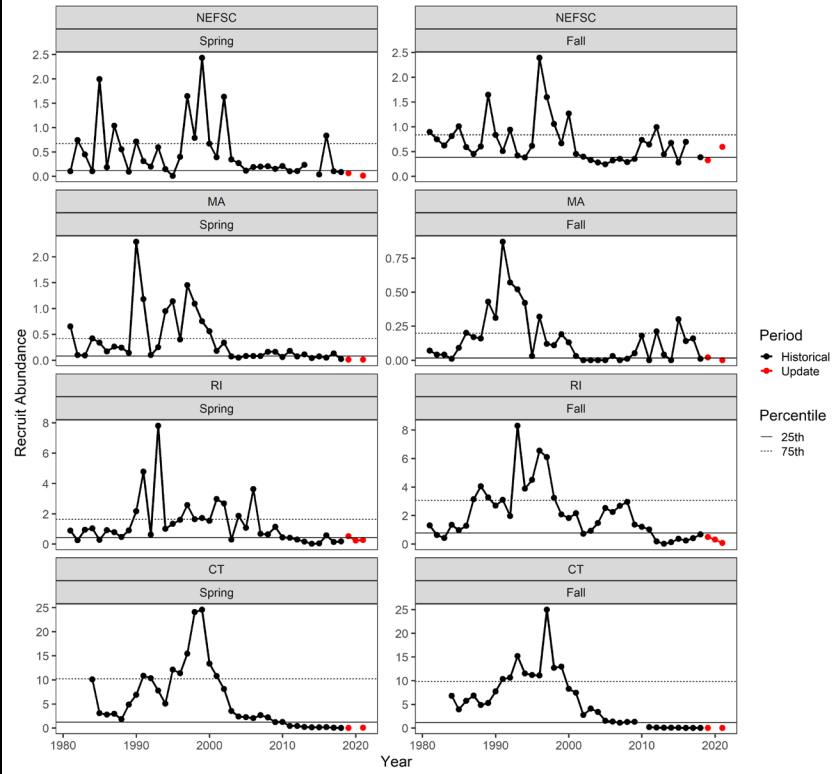 NEFSC
Spring
2.5
2.0
1.5
1.0
0.5
0.0
NEFSC
Fall
2.5
2.0
1.5
1.0
0.5
0.0
MA
Spring
2.0
1.5
1.0
0.5
0.0
MA
Fall
0.75
0.50
0.25
0.00
RI
Spring
8
6
4
2
0
RI
Fall
8
6
4
2
0
CT
Spring
25
20
15
10
5
0
1980 1990 2000 2010 2020
CT
Fall
25
20
15
10
5
0
1980 1990 2000 2010 2020
Recruit Abundance
Year
Period
Historical
Update
Percentile
25th
75th